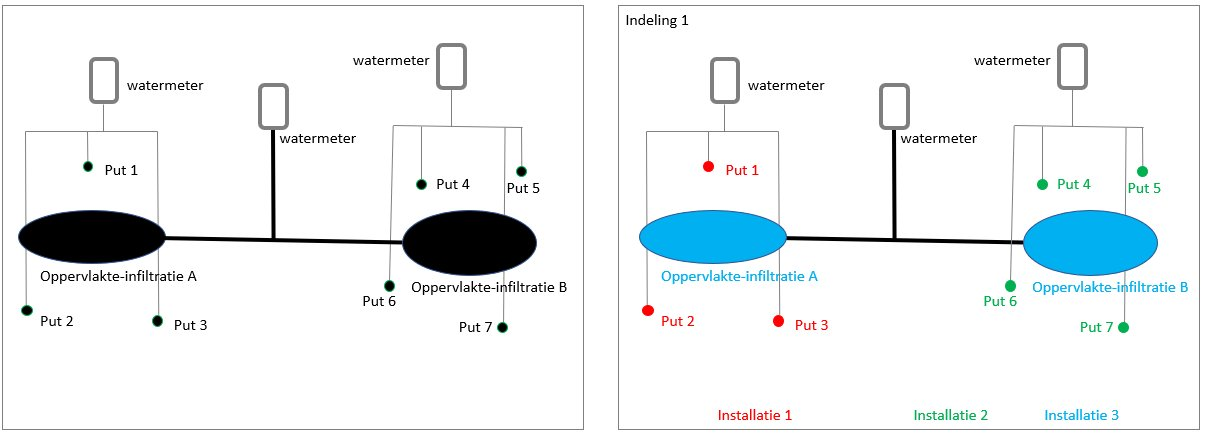 watermeter
watermeter
watermeter
Put 1
Put 4
Put 5
Oppervlakte-infiltratie A
Oppervlakte-infiltratie B
Put 6
Put 2
Put 3
Put 7
Indeling 1
watermeter
watermeter
watermeter
Put 1
Put 4
Put 5
Oppervlakte-infiltratie A
Oppervlakte-infiltratie B
Put 6
Put 2
Put 3
Put 7
Installatie 1
Installatie 2
Installatie 3